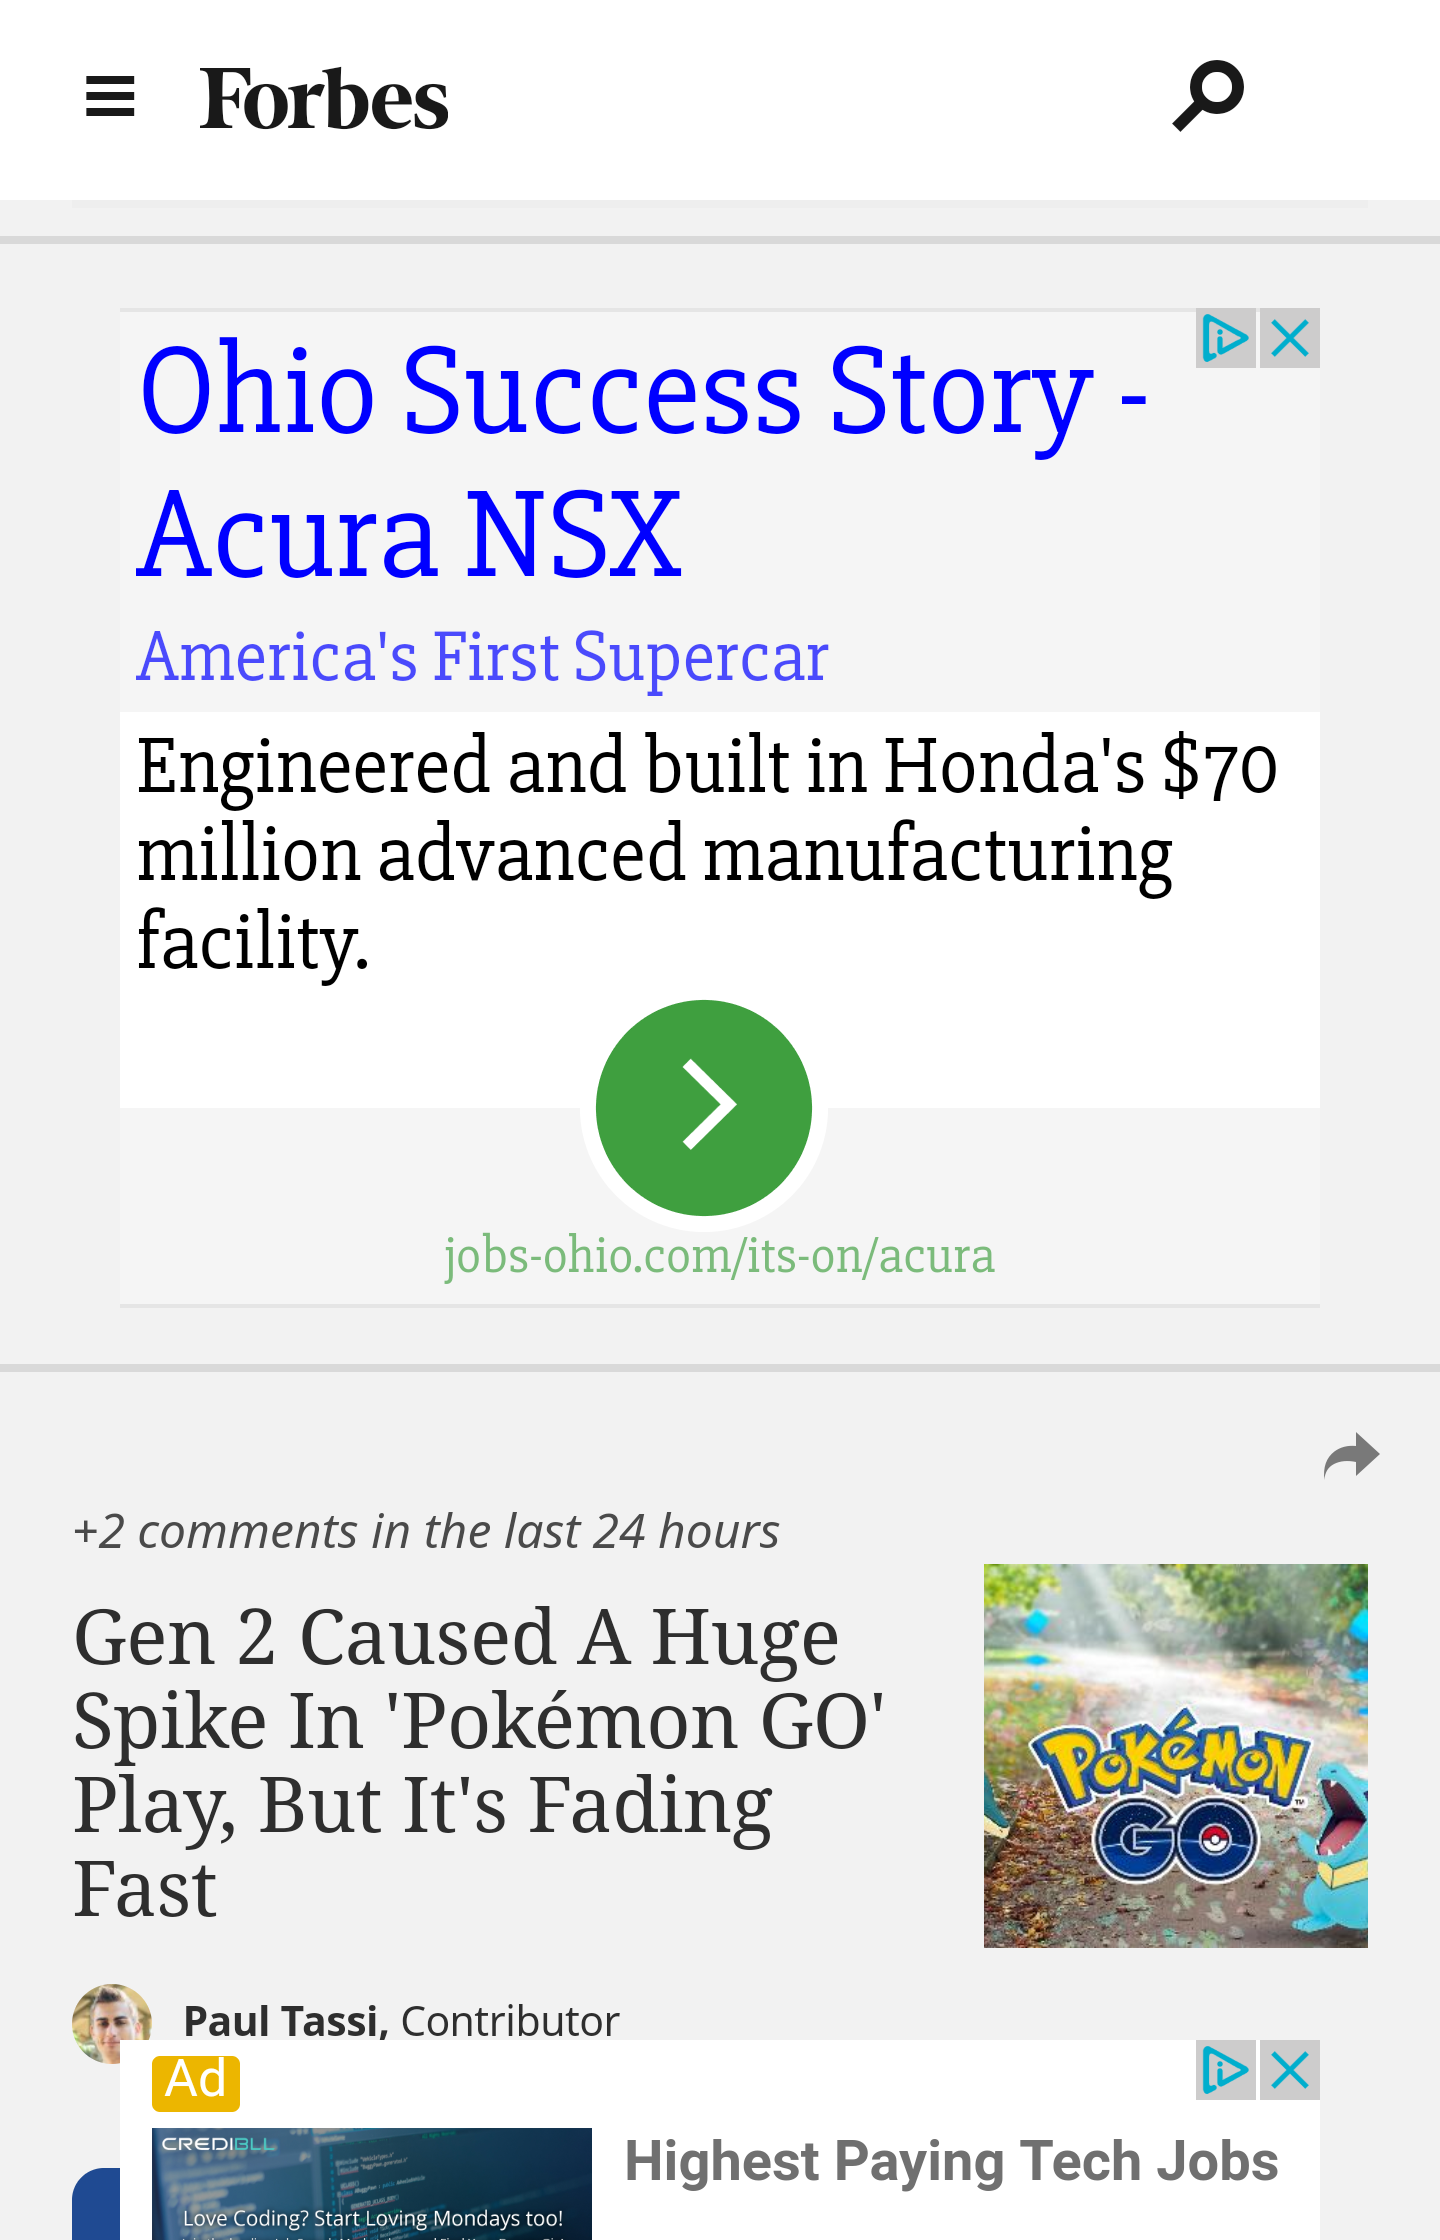 Forbes
Ohio Success Story -
Acura NSX
America's First Supercar
Engineered and built in Honda's $70
million advanced manufacturing
facility.
jobs-ohio.com/its-on/acura
+2 comments in the last 24 hours
Gen 2 Caused A Huge
Spike In 'Pokémon GO'
Play, But It's Fading
Fast
POKéMON
GO
Paul Tassi, Contributor
Ad
CREDIBLL
Highest Paying Tech Jobs
Love Coding? Start Loving Mondays too!